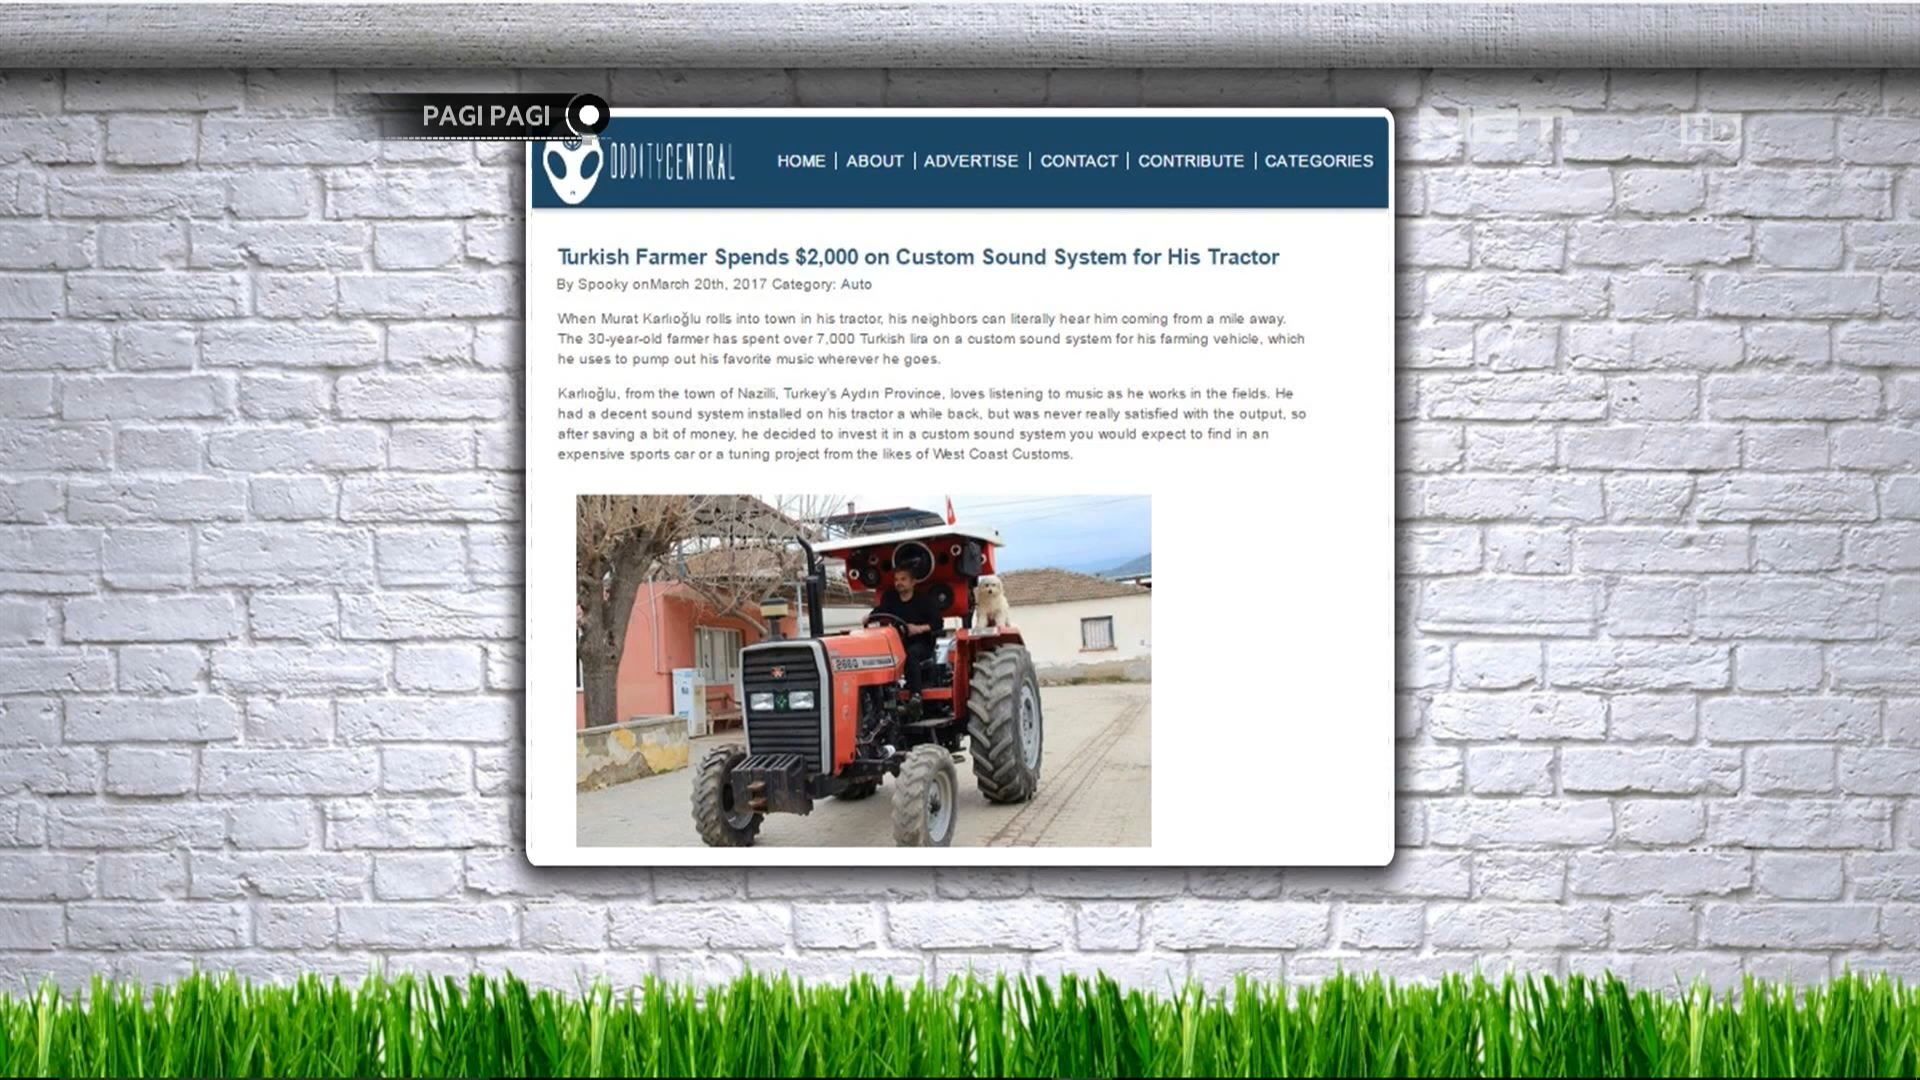 PAGI PAGI
NET.
HD
ODDITYCENTRAL
HOME | ABOUT | ADVERTISE | CONTACT | CONTRIBUTE | CATEGORIES
Turkish Farmer Spends $2,000 on Custom Sound System for His Tractor
By Spooky onMarch 20th, 2017 Category: Auto
When Murat Karlıoğlu rolls into town in his tractor, his neighbors can literally hear him coming from a mile away.
The 30-year-old farmer has spent over 7,000 Turkish lira on a custom sound system for his farming vehicle, which
he uses to pump out his favorite music wherever he goes.
Karlıoğlu, from the town of Nazilli, Turkey's Aydın Province, loves listening to music as he works in the fields. He
had a decent sound system installed on his tractor a while back, but was never really satisfied with the output, so
after saving a bit of money, he decided to invest it in a custom sound system you would expect to find in an
expensive sports car or a tuning project from the likes of West Coast Customs.
266G